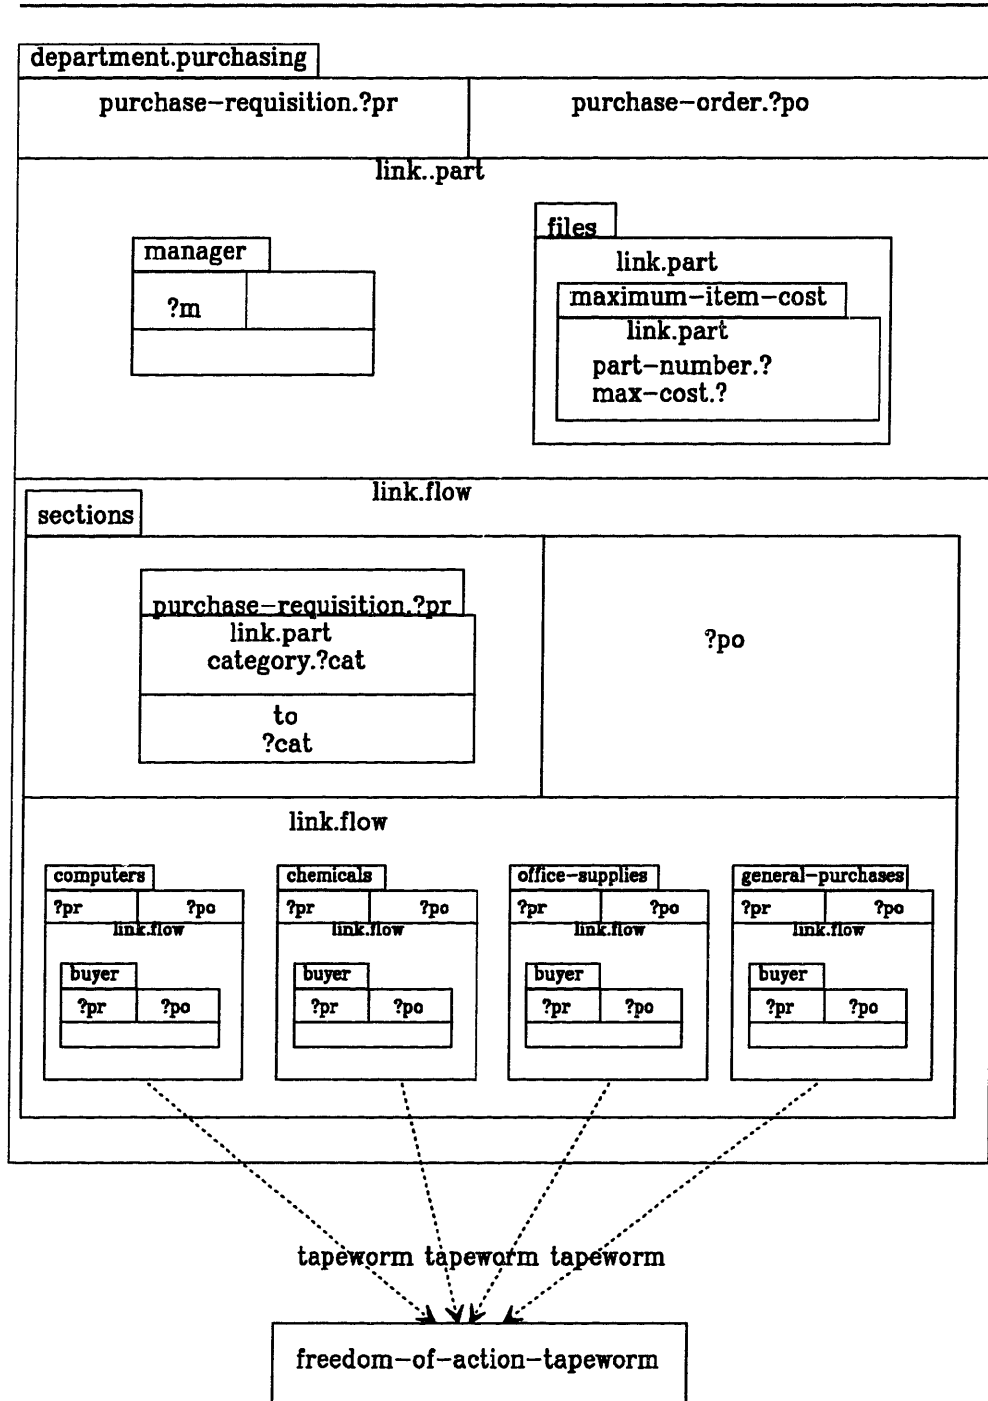 department.purchasing
purchase-requisition.?pr purchase-order.?po
link..part
manager
?m
files
link.part
maximum-item-cost
link.part
part-number.?
max-cost.?
link.flow
sections
purchase-requisition.?pr
link.part
category.?cat
to
?cat
?po
link.flow
computers chemicals office-supplies general-purchases
?pr ?po ?pr ?po ?pr ?po ?pr ?po
link.flow link.flow link.flow link.flow
buyer buyer buyer buyer
?pr ?po ?pr ?po ?pr ?po ?pr ?po
tapeworm tapeworm tapeworm
freedom-of-action-tapeworm